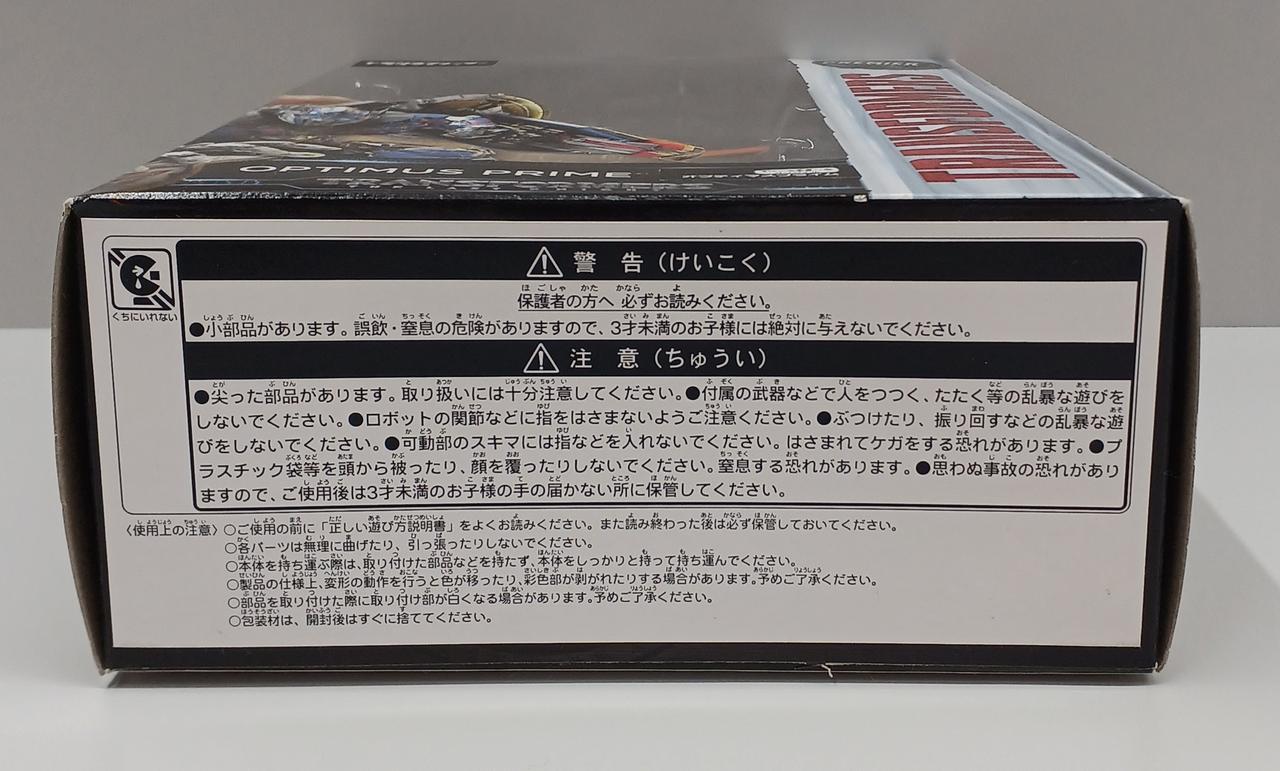 PREMIER
TRANSFORMERS
OPTIMUS PRIME
オプティマスプライム
TRANSFORMERS
くちにいれない
警 告（けいこく）
保護者の方へ 必ずお読みください。
●小部品があります。誤飲・窒息の危険がありますので、3才未満のお子様には絶対に与えないでください。
注 意（ちゅうい）
●尖った部品があります。取り扱いには十分注意してください。●付属の武器などで人をつつく、たたく等の乱暴な遊びを
しないでください。●ロボットの関節などに指をはさまないようご注意ください。●ぶつけたり、振り回すなどの乱暴な遊
びをしないでください。●可動部のスキマには指などを入れないでください。はさまれてケガをする恐れがあります。●プ
ラスチック袋等を頭から被ったり、顔を覆ったりしないでください。窒息する恐れがあります。●思わぬ事故の恐れがあり
ますので、ご使用後は3才未満のお子様の手の届かない所に保管してください。
〈使用上の注意〉○ご使用の前に「正しい遊び方説明書」をよくお読みください。また読み終わった後は必ず保管しておいてください。
○各パーツは無理に曲げたり、引っ張ったりしないでください。
○本体を持ち運ぶ際は、取り付けた部品などを持たず、本体をしっかりと持って持ち運んでください。
○製品の仕様上、変形の動作を行うと色が移ったり、彩色部が剥がれたりする場合があります。予めご了承ください。
○部品を取り付けた際に取り付け部が白くなる場合があります。予めご了承ください。
○包装材は、開封後はすぐに捨ててください。